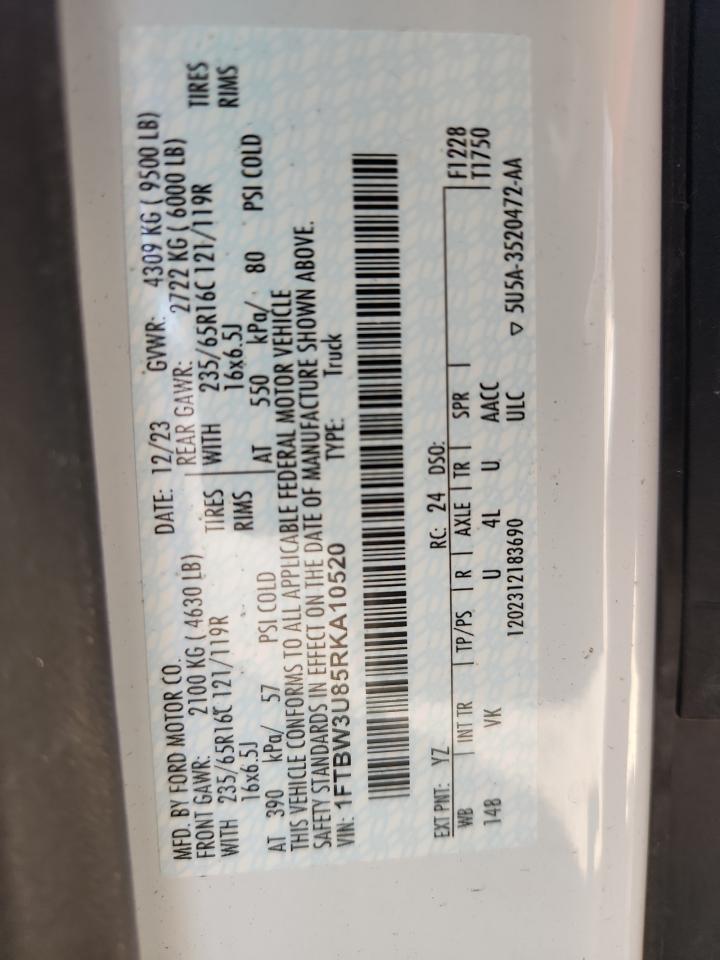 MFD. BY FORD MOTOR CO. DATE: 12/23 GVWR: 4309 KG ( 9500 LB)
FRONT GAWR: 2100 KG ( 4630 LB) REAR GAWR: 2722 KG ( 6000 LB)
WITH 235/65R16C 121/119R TIRES WITH 235/65R16C 121/119R TIRES
16x6.5J RIMS 16x6.5J RIMS
AT 390 kPa/ 57 PSI COLD AT 550 kPa/ 80 PSI COLD
THIS VEHICLE CONFORMS TO ALL APPLICABLE FEDERAL MOTOR VEHICLE
SAFETY STANDARDS IN EFFECT ON THE DATE OF MANUFACTURE SHOWN ABOVE.
VIN: 1FTBW3U85RKA10520 TYPE: Truck
EXT PNT: YZ RC: 24 DSO:
WB INT TR TP/PS R AXLE TR SPR F1228
148 VK U 4L U AACC T1750
1202312183690 ULC ▽ 5U5A-3520472-AA